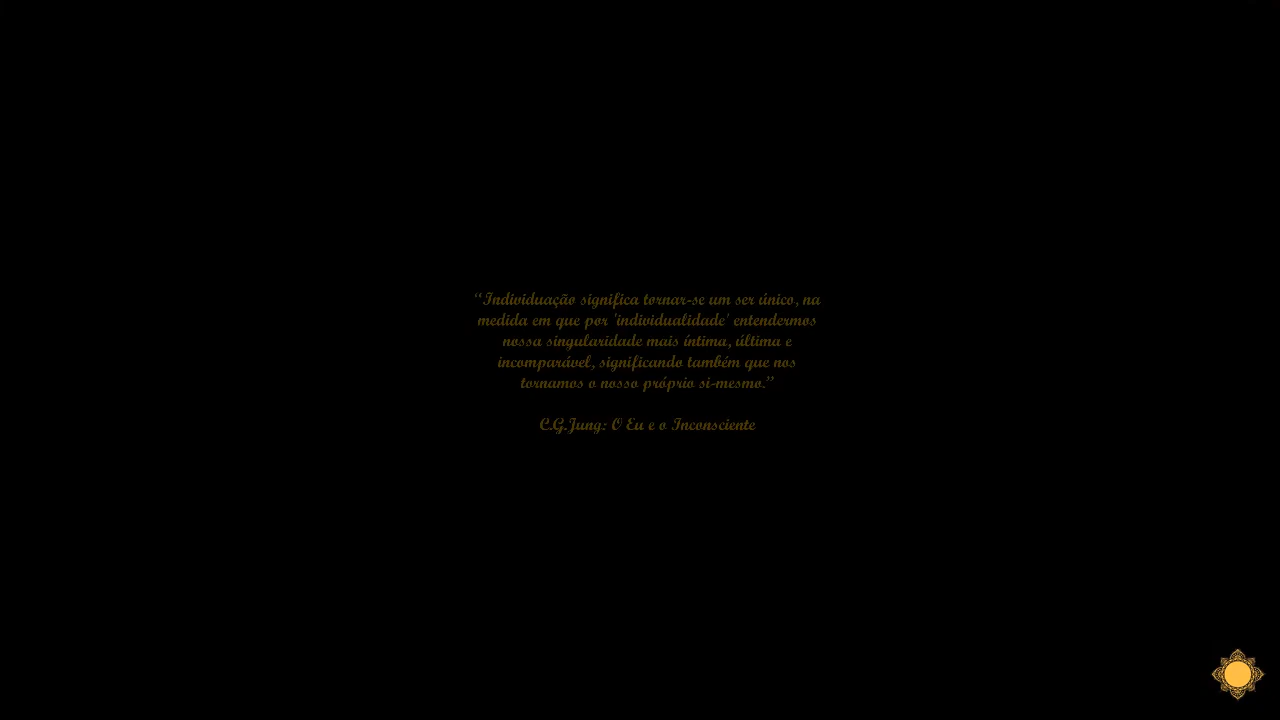 “Individuação significa tornar-se um ser único, na
medida em que por 'individualidade' entendermos
nossa singularidade mais íntima, última e
incomparável, significando também que nos
tornamos o nosso próprio si-mesmo.”
C.G.Jung: O Eu e o Inconsciente